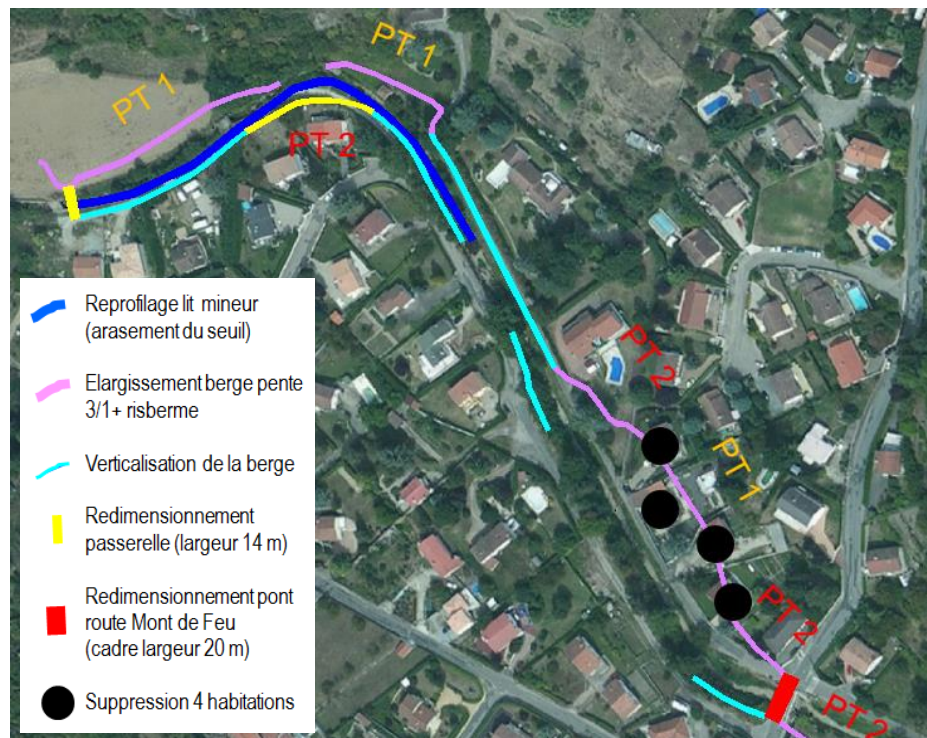 PT 1
PT 1
PT 2
Reprofilage lit mineur
(arasement du seuil)
Elargissement berge pente
3/1+ risberme
Verticalisation de la berge
Redimensionnement
passerelle (largeur 14 m)
Redimensionnement pont
route Mont de Feu
(cadre largeur 20 m)
Suppression 4 habitations
PT 2
PT 1
PT 2
PT 2